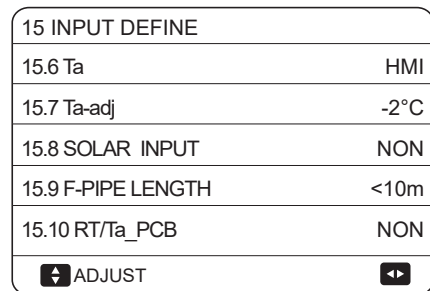 15 INPUT DEFINE
15.6 Ta HMI
15.7 Ta-adj -2°C
15.8 SOLAR INPUT NON
15.9 F-PIPE LENGTH <10m
15.10 RT/Ta_PCB NON
ADJUST